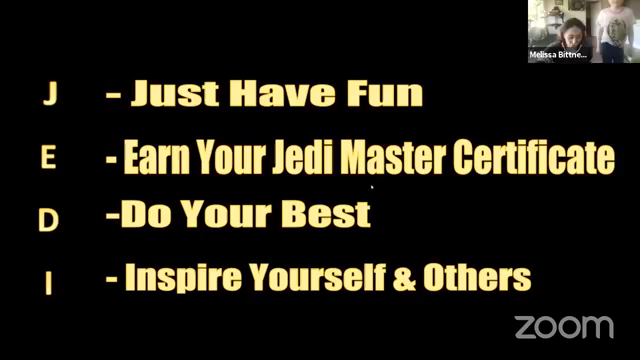 Melissa Bittne...
J - Just Have Fun
E - Earn Your Jedi Master Certificate
D -Do Your Best
I - Inspire Yourself & Others
zoom